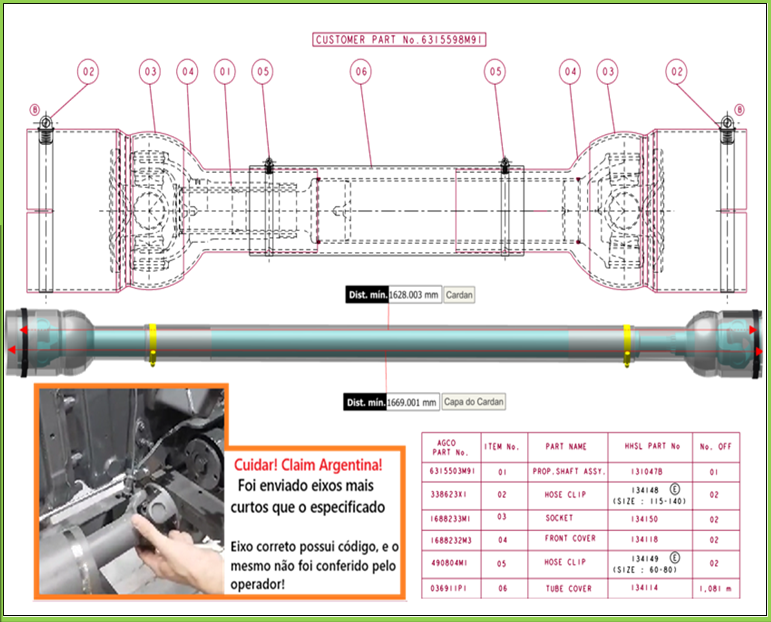 CUSTOMER PART No.6315598M91
02 03 04 01 05 06 05 04 03 02
B B
Dist. mín. 1628.003 mm Cardan
Dist. mín. 1669.001 mm Capa do Cardan
Cuidar! Claim Argentina!
Foi enviado eixos mais
curtos que o especificado
Eixo correto possui código, e o
mesmo não foi conferido pelo
operador!
AGCO PART No. ITEM No. PART NAME HHSL PART No No. OFF
6315503M91 01 PROP.SHAFT ASSY. 131047B 01
338623X1 02 HOSE CLIP 134148 E (SIZE : 115-140) 02
1688233M1 03 SOCKET 134150 02
1688232M3 04 FRONT COVER 134118 02
490804M1 05 HOSE CLIP 134149 E (SIZE : 60-80) 02
036911P1 06 TUBE COVER 134114 1,081 m